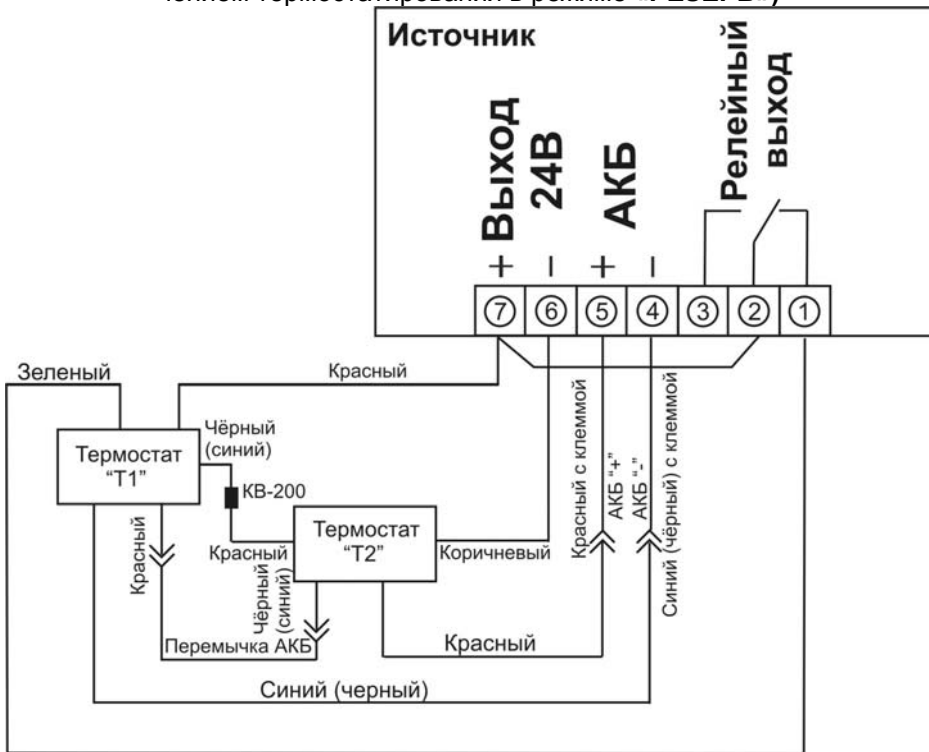 термостатирования в режиме
Источник
Выход
24В
АКБ
Релейный
выход
+
–
+
–
7
6
5
4
3
2
1
Зеленый
Красный
Чёрный
(синий)
Термостат
“Т1”
КВ-200
Термостат
“Т2”
Красный
Коричневый
Красный
Чёрный
(синий)
Перемычка АКБ
Красный
Синий (черный)
Красный с клеммой
АКБ “+”
АКБ “-”
Синий (чёрный) с клеммой